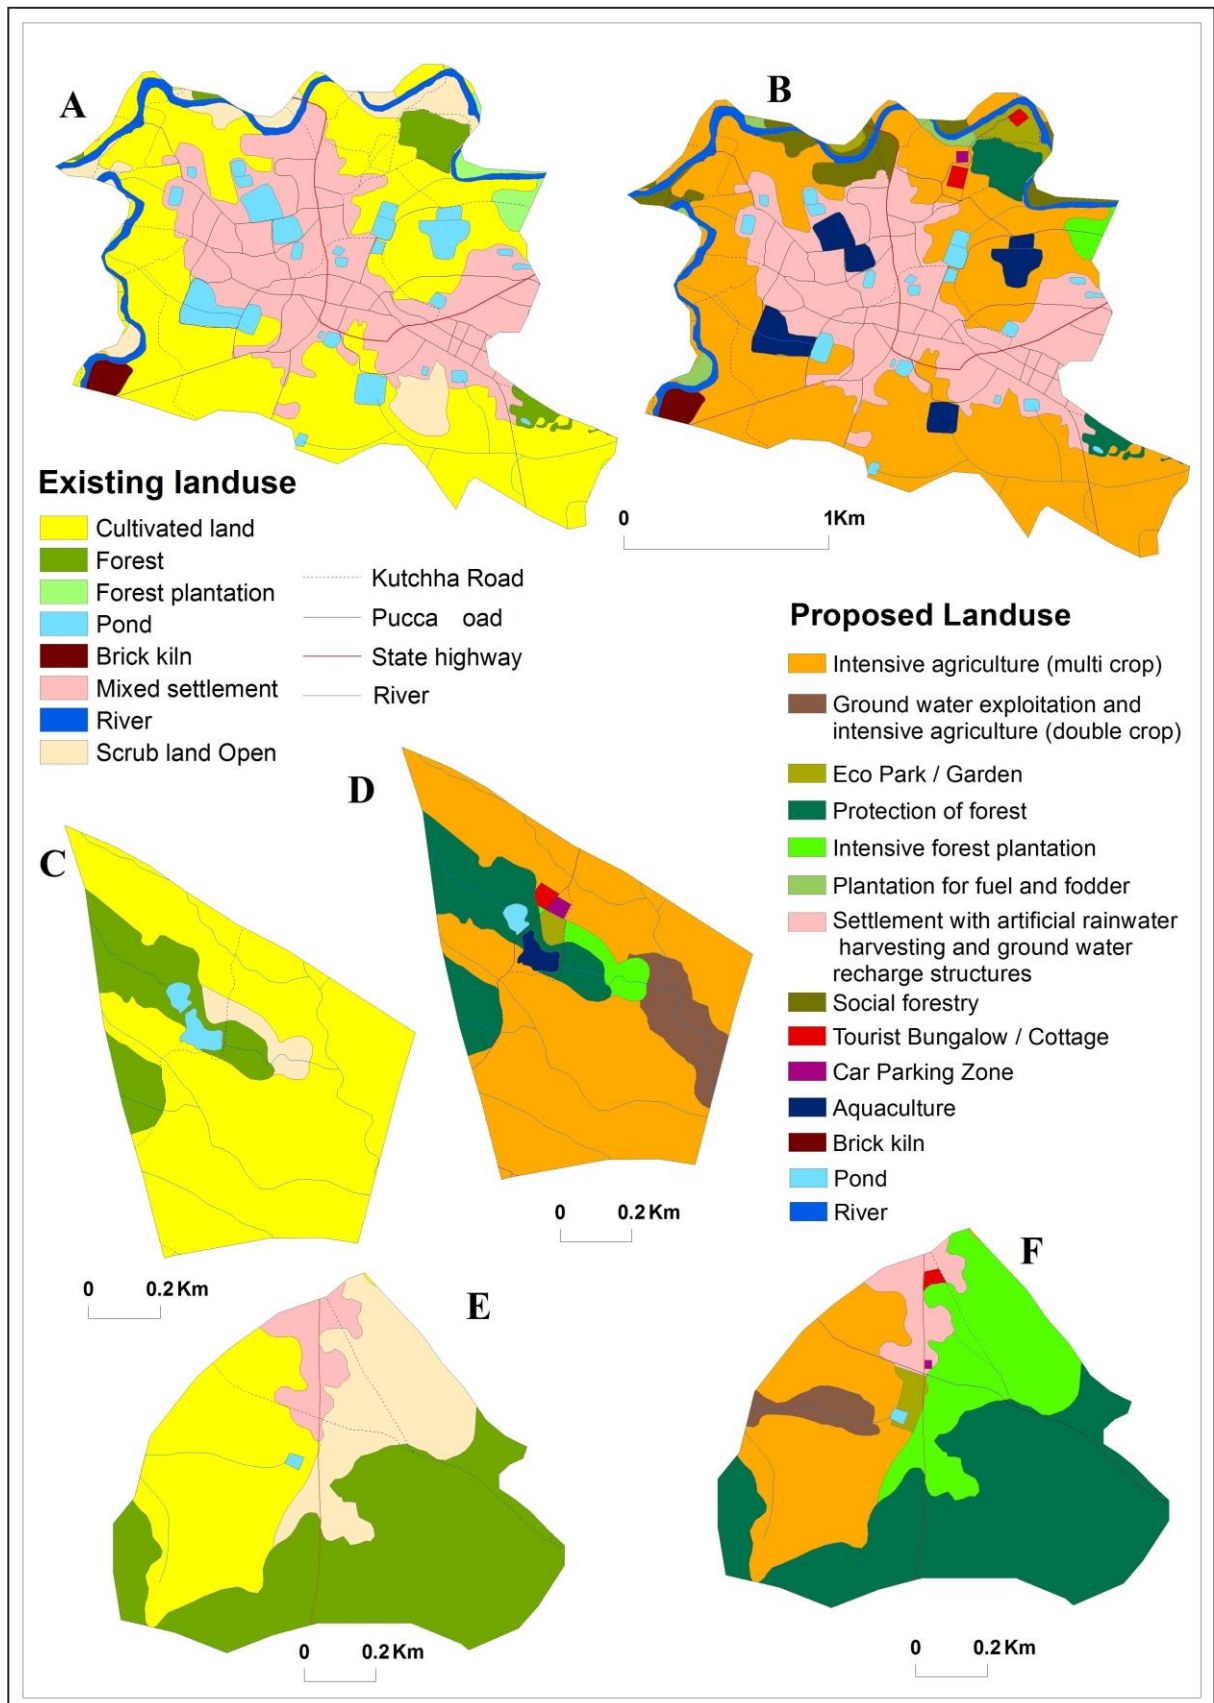 A
B
Existing landuse
Cultivated land
Forest
Forest plantation
Pond
Brick kiln
Mixed settlement
River
Scrub land Open
Kutchha Road
Pucca oad
State highway
River
0 1Km
Proposed Landuse
Intensive agriculture (multi crop)
Ground water exploitation and
intensive agriculture (double crop)
Eco Park / Garden
Protection of forest
Intensive forest plantation
Plantation for fuel and fodder
Settlement with artificial rainwater
harvesting and ground water
recharge structures
Social forestry
Tourist Bungalow / Cottage
Car Parking Zone
Aquaculture
Brick kiln
Pond
River
C
D
0 0.2 Km
0 0.2 Km
E
F
0 0.2 Km
0 0.2 Km